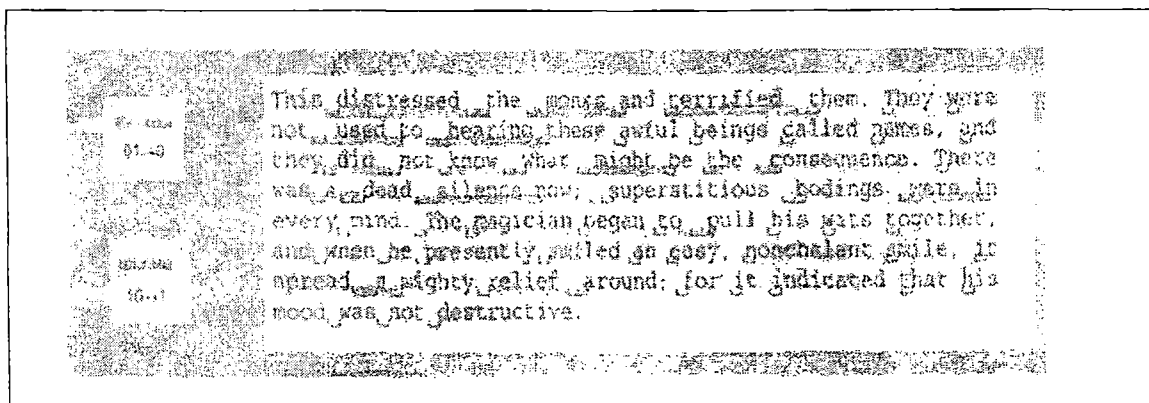 This distressed the monks and terrified them. They were
not used to hearing these awful beings called names, and
they did not know what might be the consequence. There
was a dead silence now; superstitious bodings were in
every mind. The magician began to pull his wits together,
and when he presently smiled an easy, nonchalant smile, it
spread a mighty relief around; for it indicated that his
mood was not destructive.